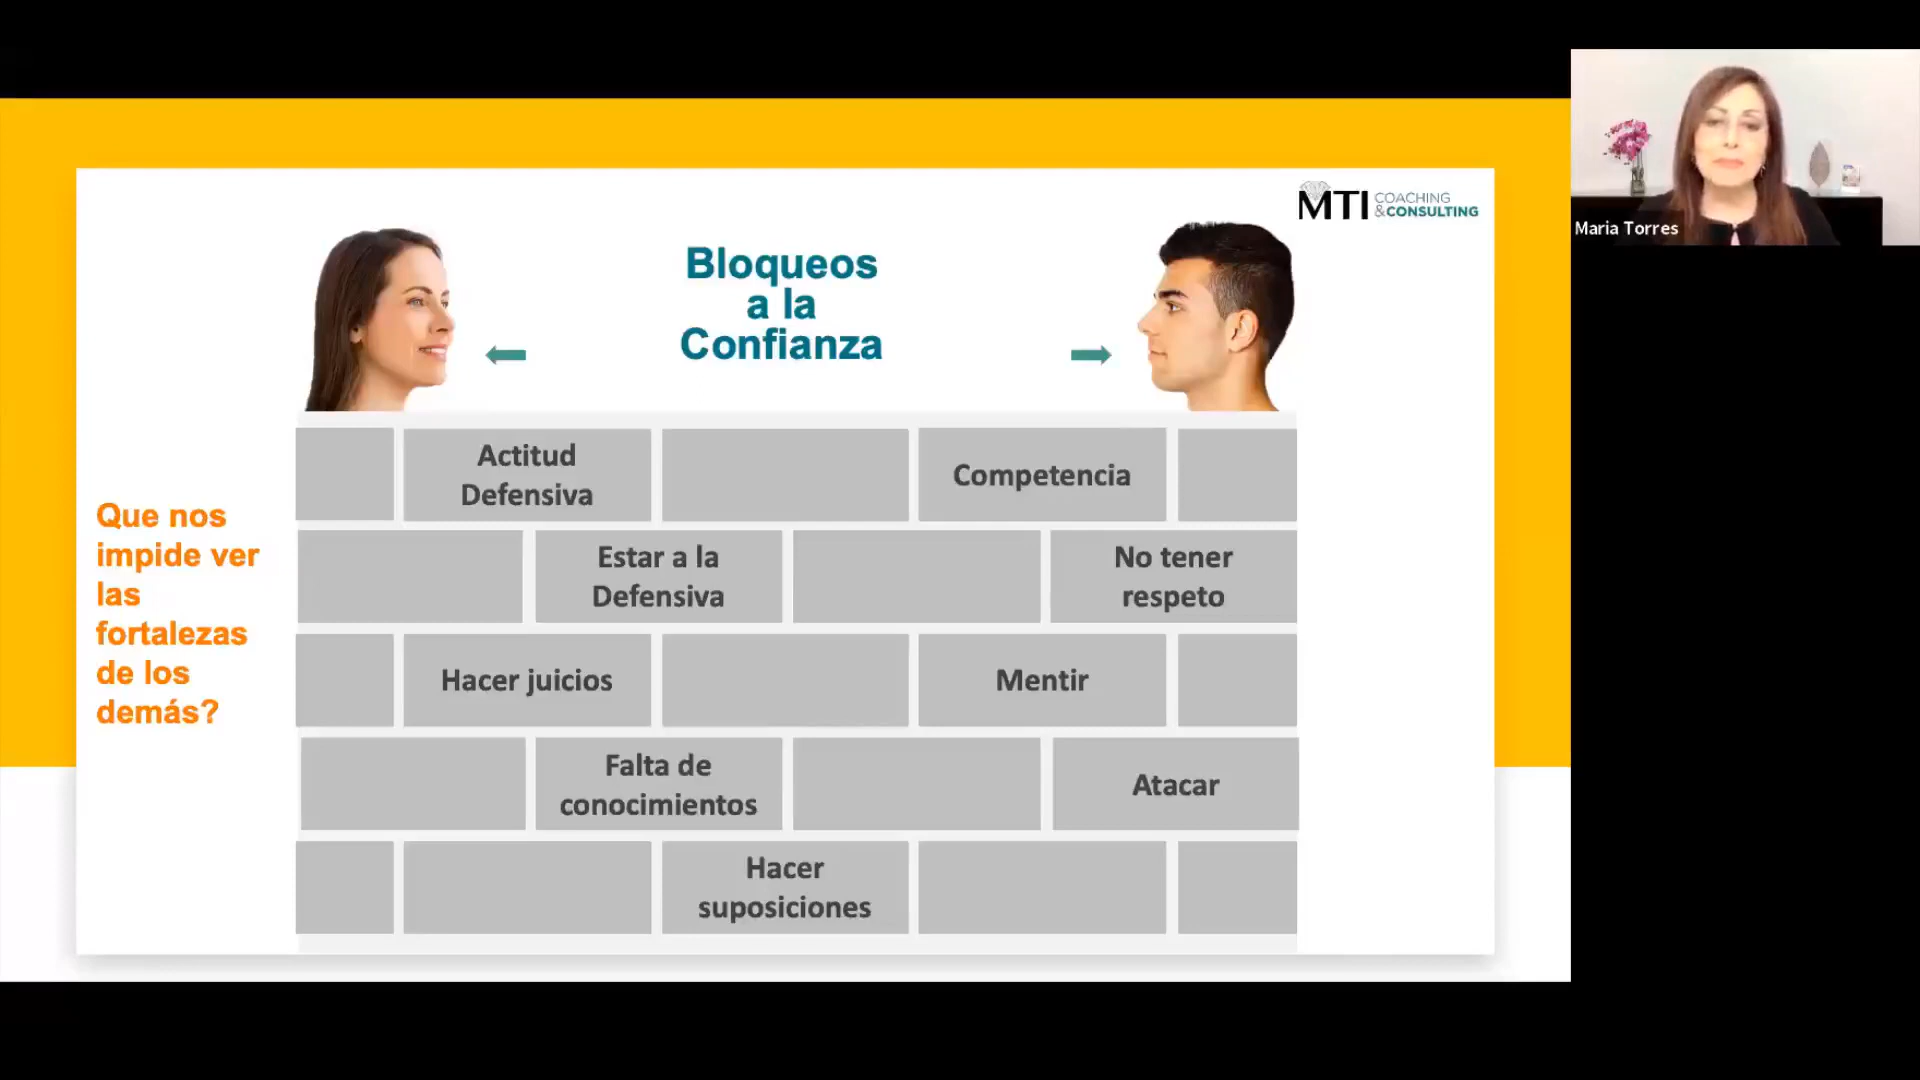 MTI COACHING
&CONSULTING
Maria Torres
Bloqueos
a la
Confianza
Que nos
impide ver
las
fortalezas
de los
demás?
Actitud
Defensiva
Competencia
Estar a la
Defensiva
No tener
respeto
Hacer juicios
Mentir
Falta de
conocimientos
Atacar
Hacer
suposiciones